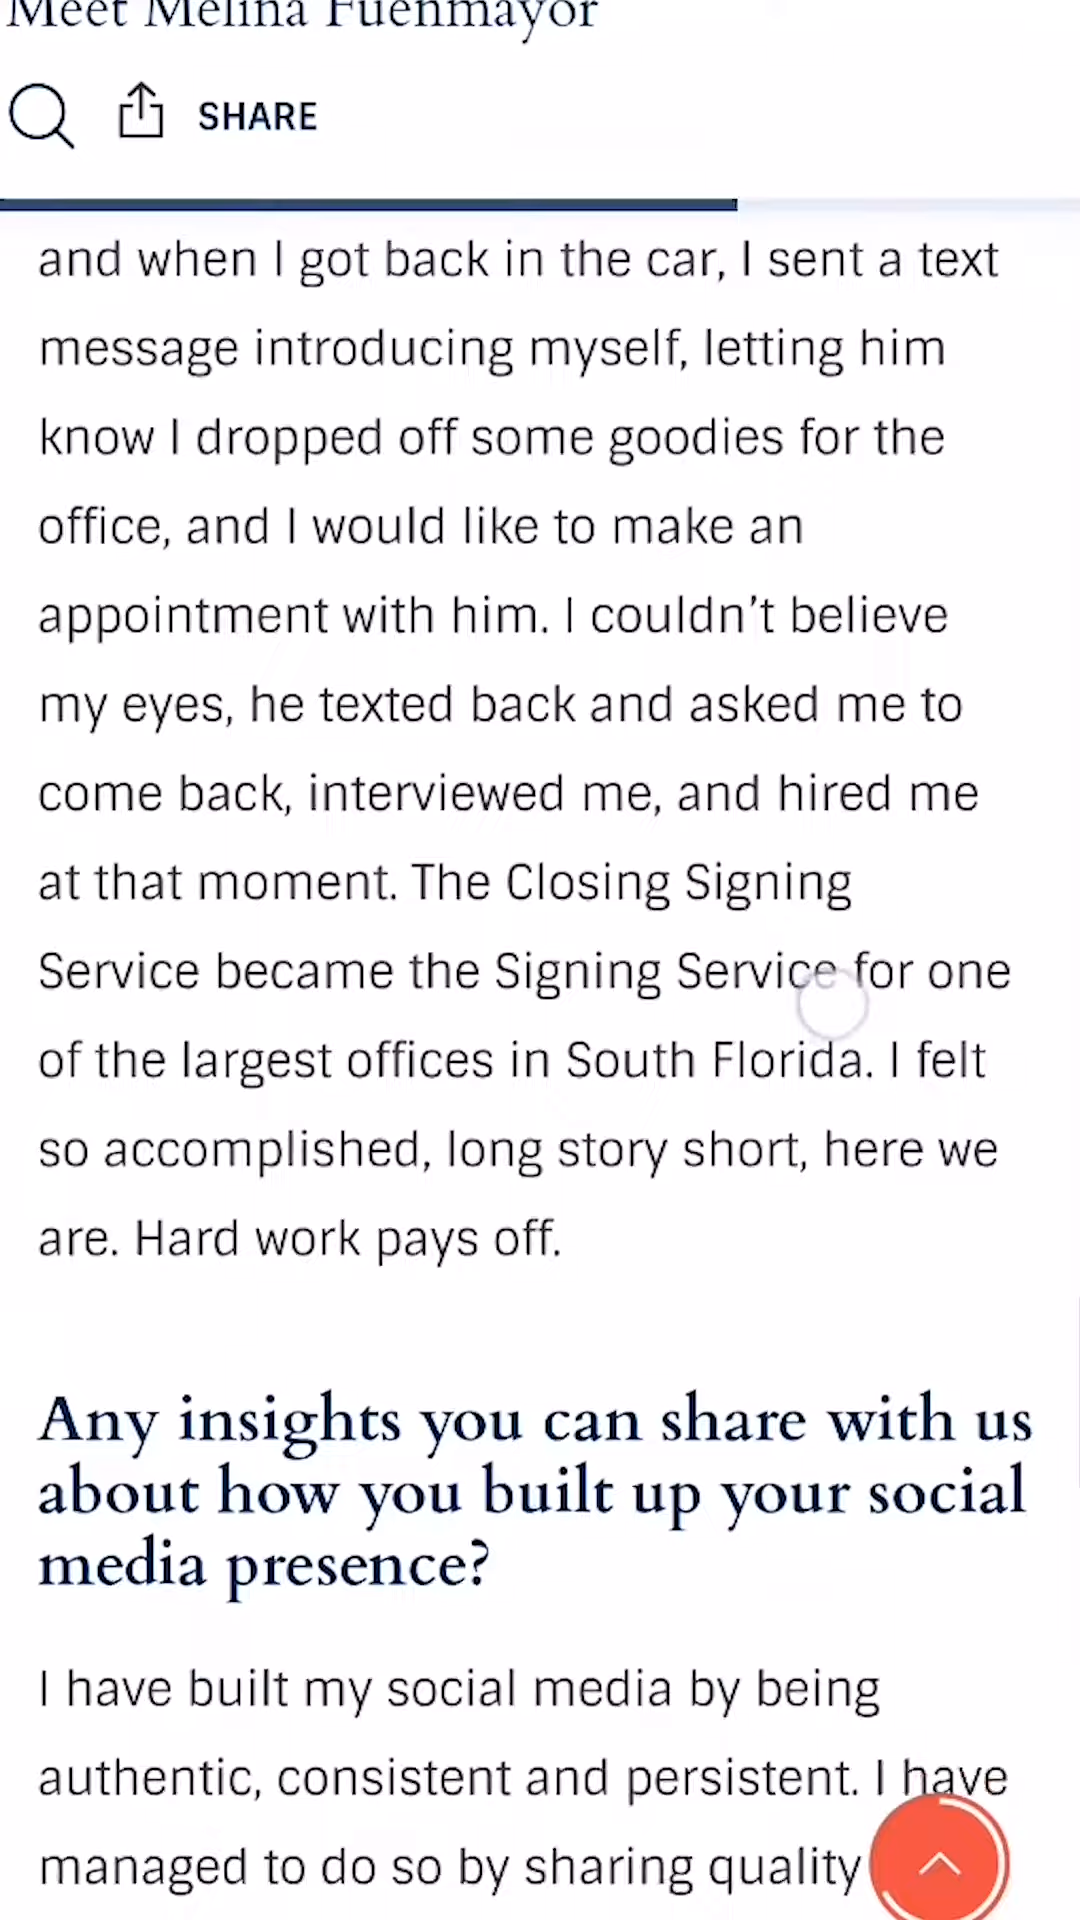 Meet Melina Fuenmayor
SHARE
and when I got back in the car, I sent a text
message introducing myself, letting him
know I dropped off some goodies for the
office, and I would like to make an
appointment with him. I couldn’t believe
my eyes, he texted back and asked me to
come back, interviewed me, and hired me
at that moment. The Closing Signing
Service became the Signing Service for one
of the largest offices in South Florida. I felt
so accomplished, long story short, here we
are. Hard work pays off.
Any insights you can share with us
about how you built up your social
media presence?
I have built my social media by being
authentic, consistent and persistent. I have
managed to do so by sharing quality